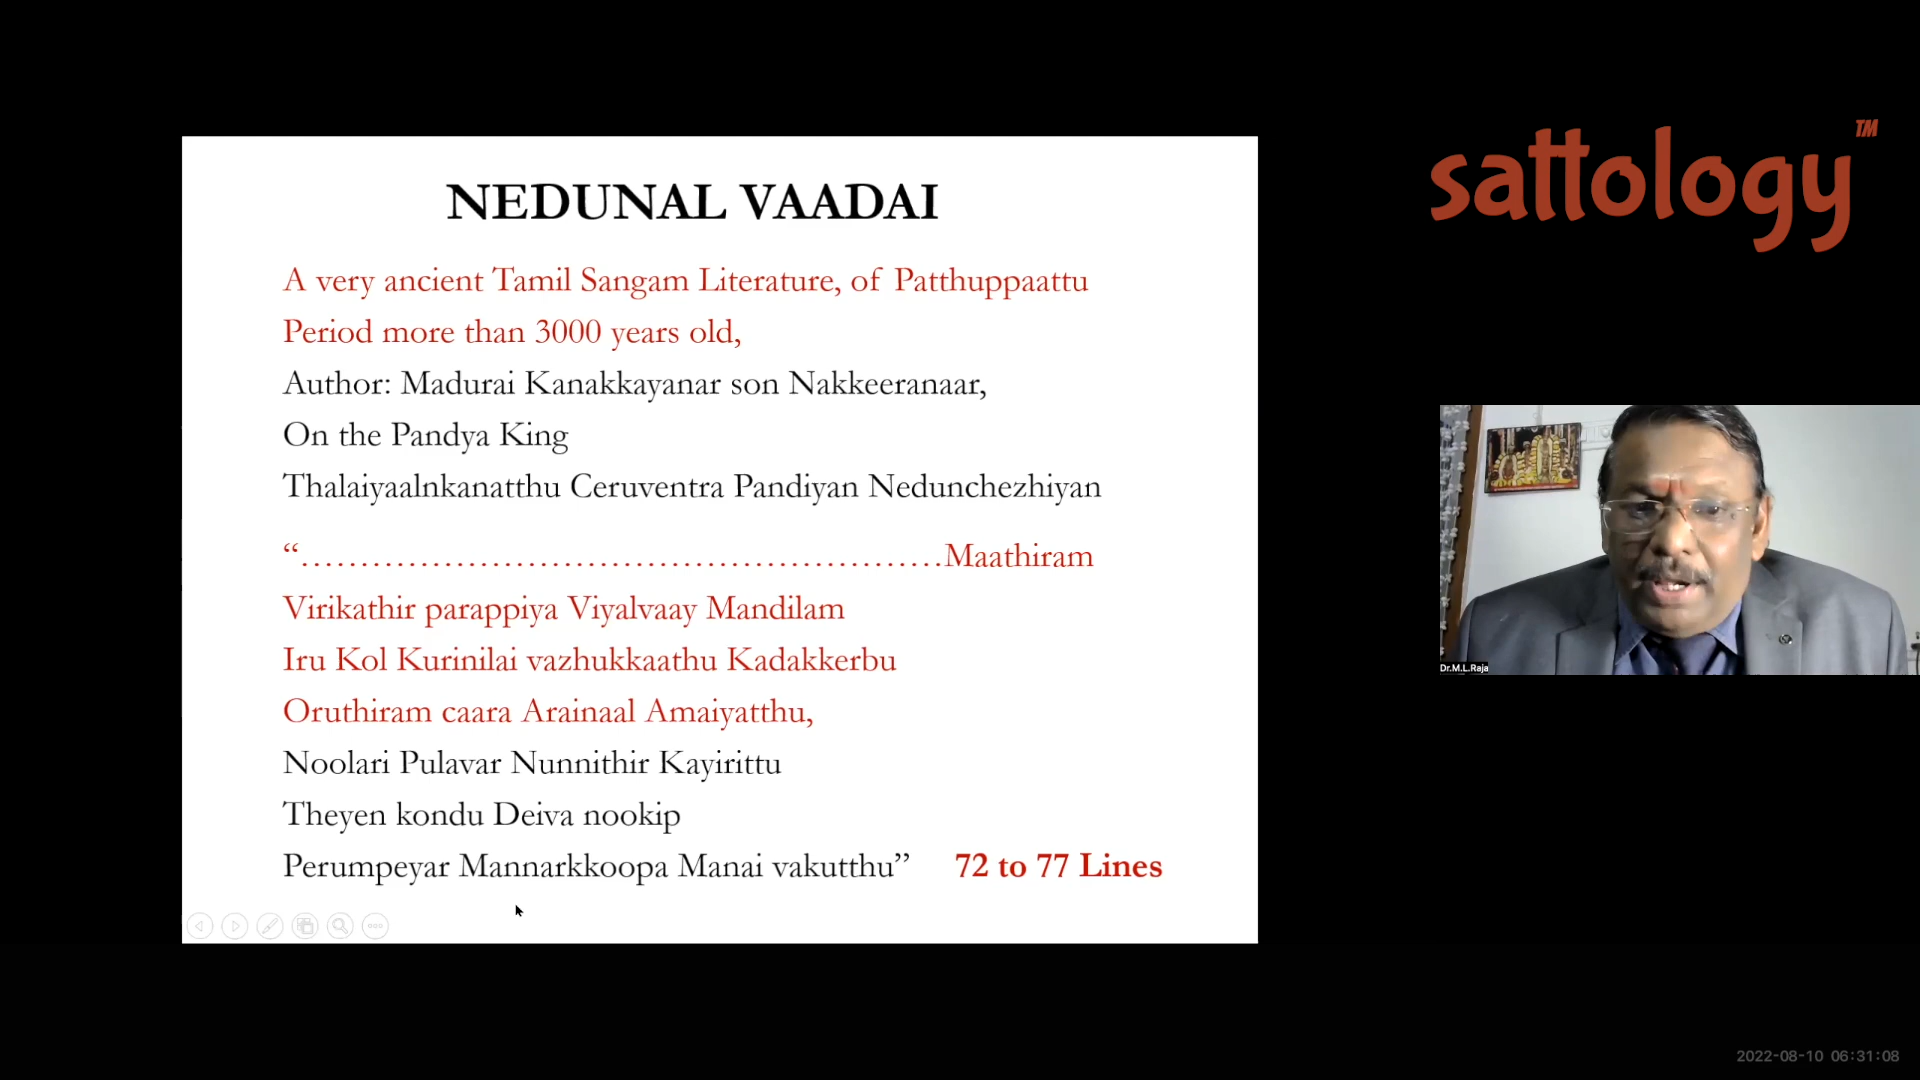 NEDUNAL VAADAI
A very ancient Tamil Sangam Literature, of Patthuppaattu
Period more than 3000 years old,
Author: Madurai Kanakkayanar son Nakkeeranaar,
On the Pandya King
Thalaiyaalnkanatthu Ceruventra Pandiyan Nedunchezhiyan
“………………………………………………Maathiram
Virikathir parappiya Viyalvaay Mandilam
Iru Kol Kurinilai vazhukkaathu Kadakkerbu
Oruthiram caara Arainaal Amaiyatthu,
Noolari Pulavar Nunnithir Kayirittu
Theyen kondu Deiva nookip
Perumpeyar Mannarkkoopa Manai vakutthu” 72 to 77 Lines
sattology TM
Dr.M.L.Raja
2022-08-10 06:31:08